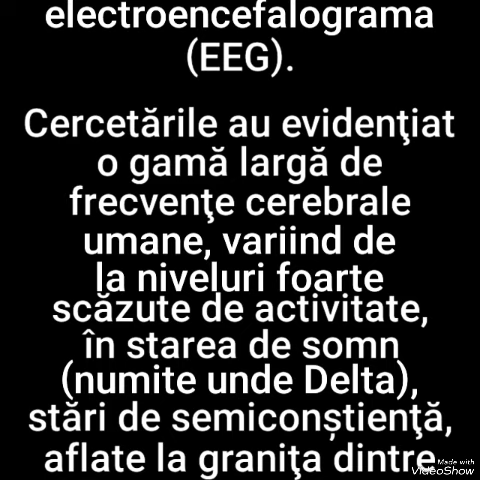 electroencefalograma
(EEG).
Cercetările au evidenţiat
o gamă largă de
frecvenţe cerebrale
umane, variind de
la niveluri foarte
scăzute de activitate,
în starea de somn
(numite unde Delta),
stări de semiconștienţă,
aflate la graniţa dintre
Made with
VideoShow